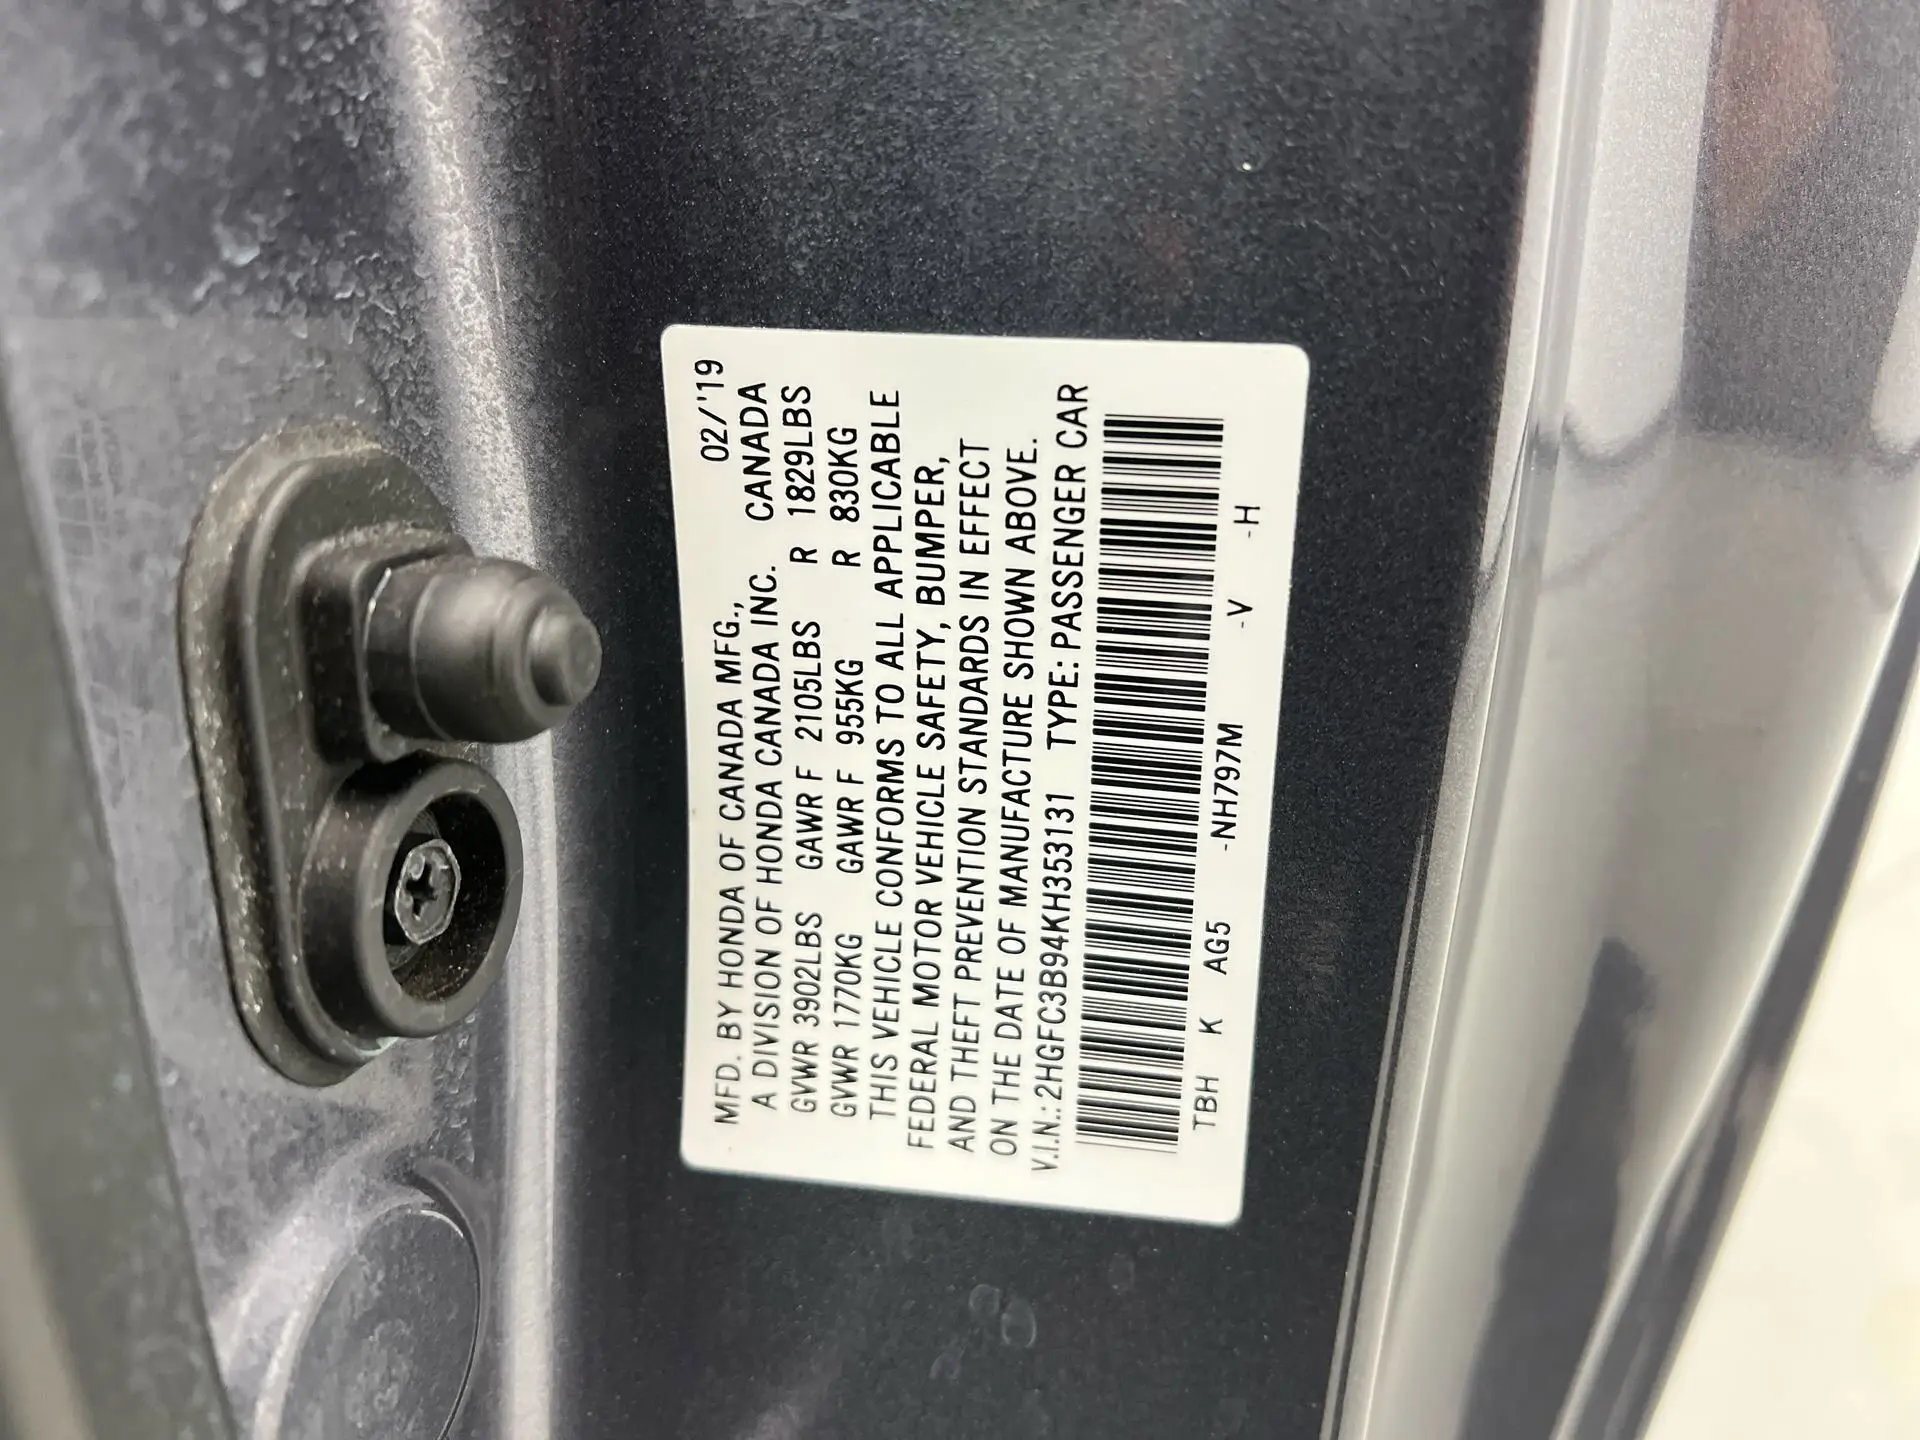 02/'19
MFD. BY HONDA OF CANADA MFG.,
A DIVISION OF HONDA CANADA INC. CANADA
GVWR 3902LBS GAWR F 2105LBS R 1829LBS
GVWR 1770KG GAWR F 955KG R 830KG
THIS VEHICLE CONFORMS TO ALL APPLICABLE
FEDERAL MOTOR VEHICLE SAFETY, BUMPER,
AND THEFT PREVENTION STANDARDS IN EFFECT
ON THE DATE OF MANUFACTURE SHOWN ABOVE.
V.I.N.: 2HGFC3B94KH353131 TYPE: PASSENGER CAR
TBH K AG5 -NH797M -V -H